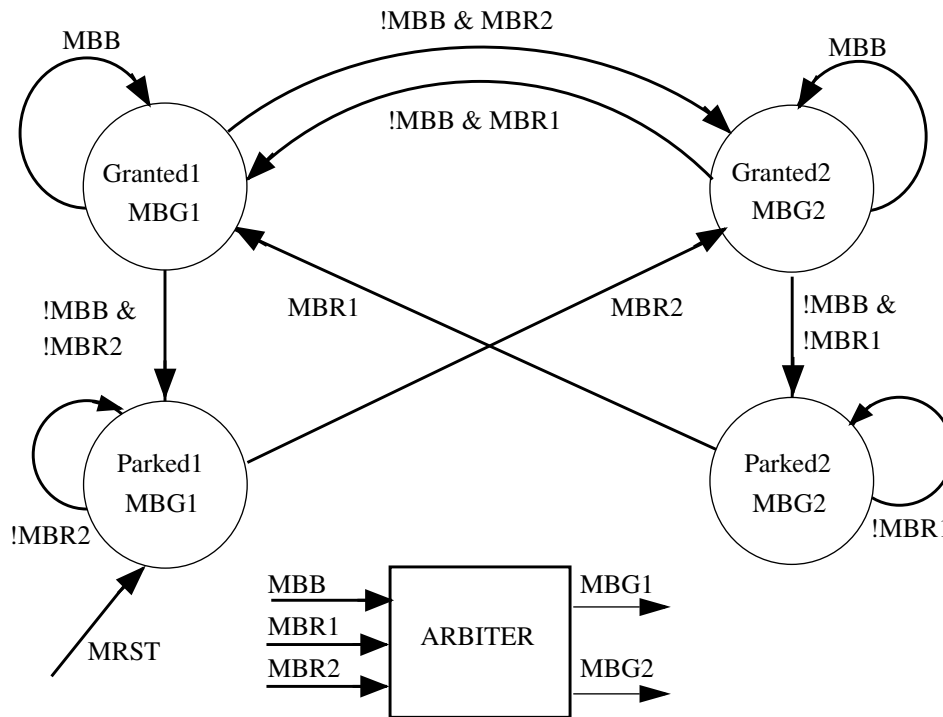 !MBB & MBR2
MBB
MBB
!MBB & MBR1
Granted1
MBG1
Granted2
MBG2
!MBB &
!MBR2
MBR1
MBR2
!MBB &
!MBR1
Parked1
MBG1
Parked2
MBG2
!MBR2
!MBR1
MRST
MBB
MBR1
MBR2
ARBITER
MBG1
MBG2